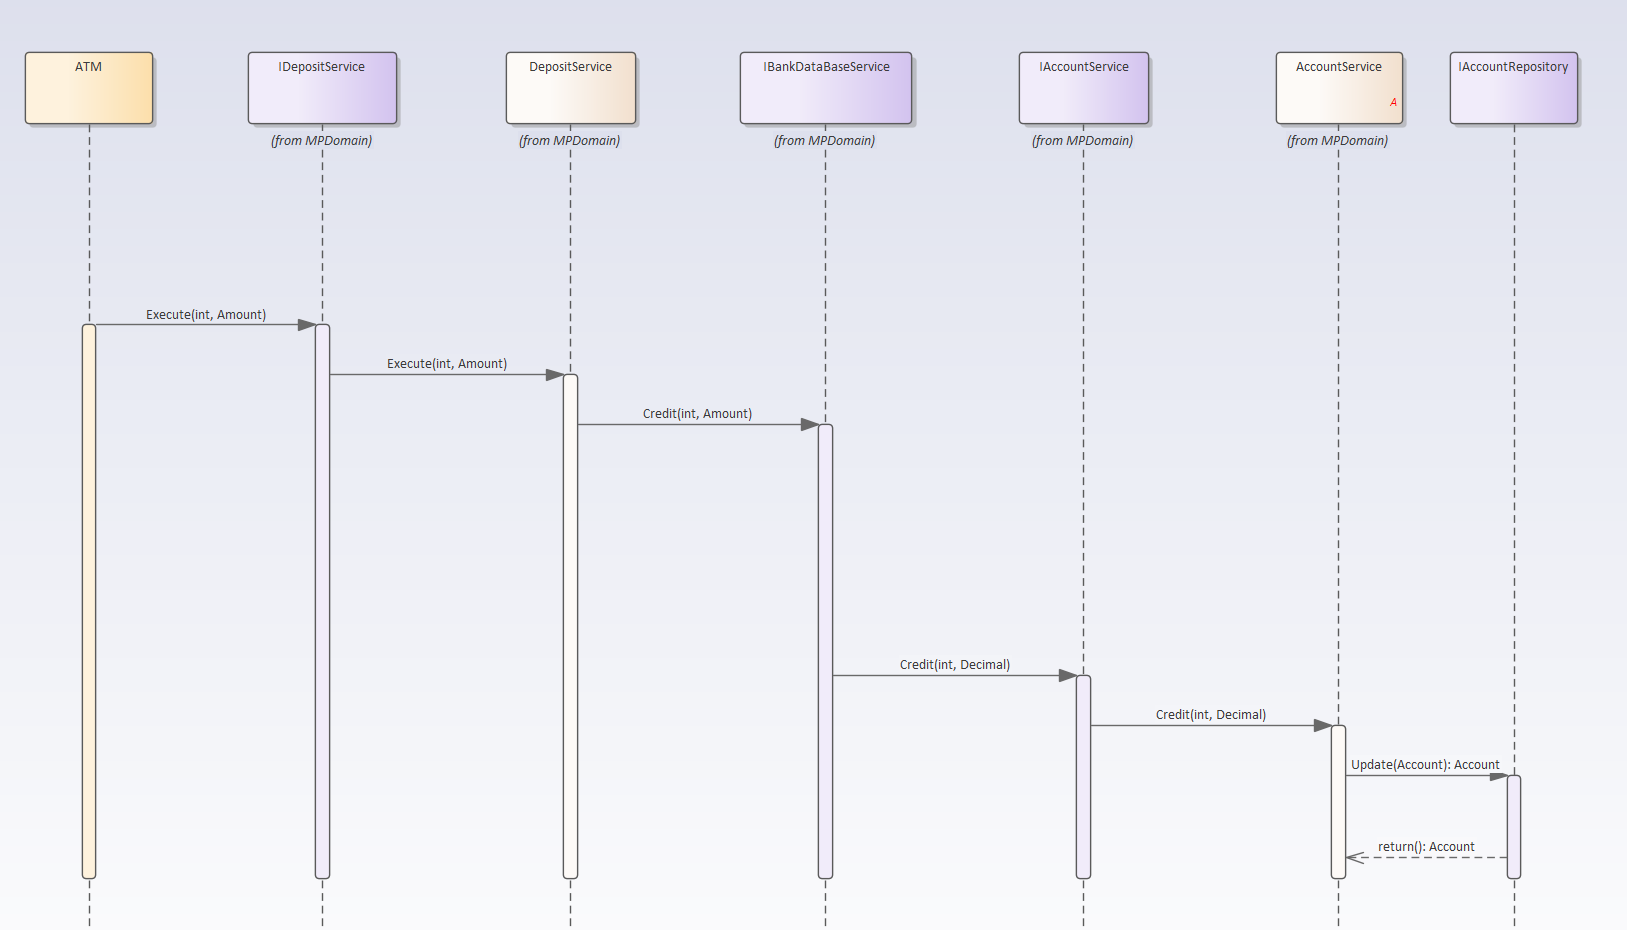 ATM
IDepositService
DepositService
IBankDataBaseService
IAccountService
AccountService
IAccountRepository
A
(from MPDomain)
(from MPDomain)
(from MPDomain)
(from MPDomain)
(from MPDomain)
Execute(int, Amount)
Execute(int, Amount)
Credit(int, Amount)
Credit(int, Decimal)
Credit(int, Decimal)
Update(Account): Account
return(): Account